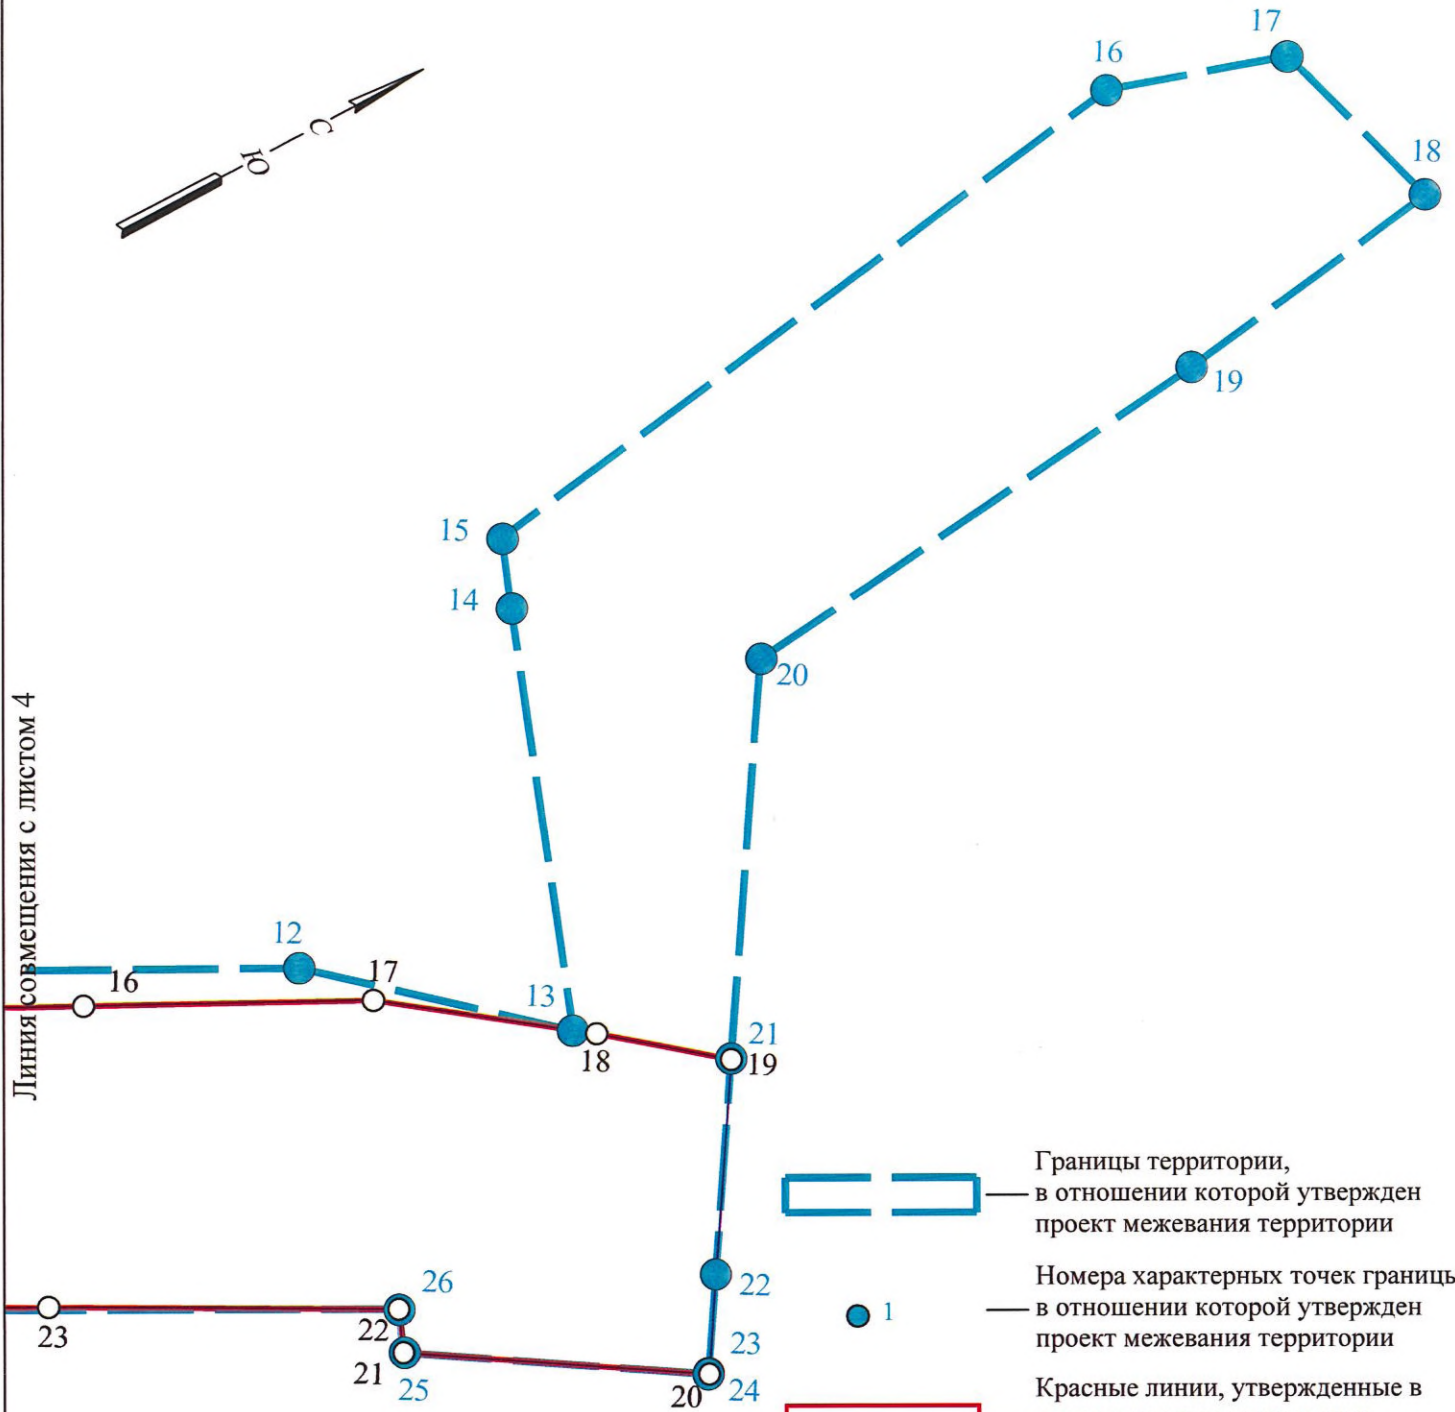 17
16
18
С
Ю
19
15
14
20
Линия совмещения с листом 4
12
16
17
13
18
21
19
Границы территории,
в отношении которой утвержден
проект межевания территории
26
22
Номера характерных точек границы
1
в отношении которой утвержден
23
22
23
проект межевания территории
21
25
20
24
Красные линии, утвержденные в